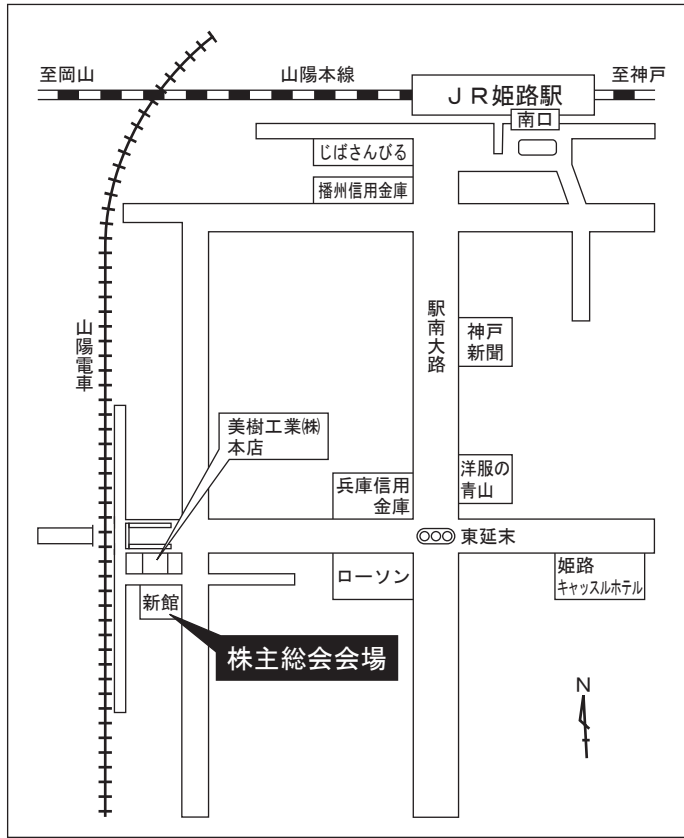 至岡山
山陽本線
JR姫路駅
至神戸
南口
じばさんびる
播州信用金庫
山陽電車
駅南大路
神戸
新聞
美樹工業㈱
本店
兵庫信用
金庫
洋服の
青山
東延末
ローソン
姫路
キャッスルホテル
新館
株主総会会場
N